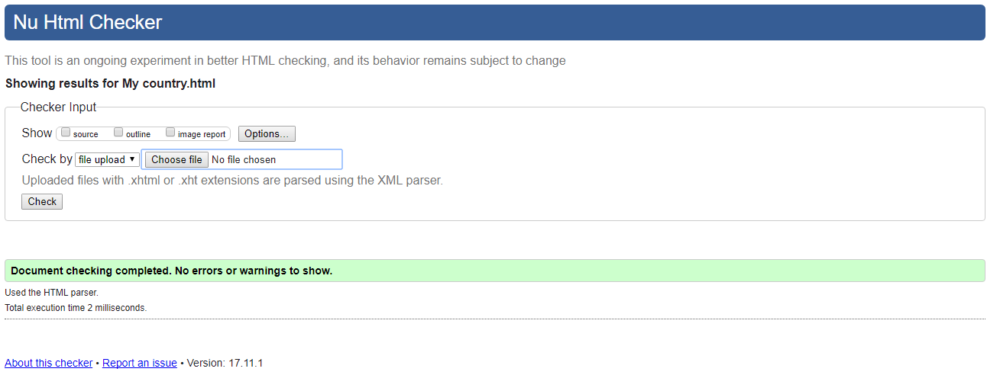 Nu Html Checker
This tool is an ongoing experiment in better HTML checking, and its behavior remains subject to change
Showing results for My country.html
Checker Input
Show source outline image report Options...
Check by file upload Choose file No file chosen
Uploaded files with .xhtml or .xht extensions are parsed using the XML parser.
Check
Document checking completed. No errors or warnings to show.
Used the HTML parser.
Total execution time 2 milliseconds.
About this checker • Report an issue • Version: 17.11.1